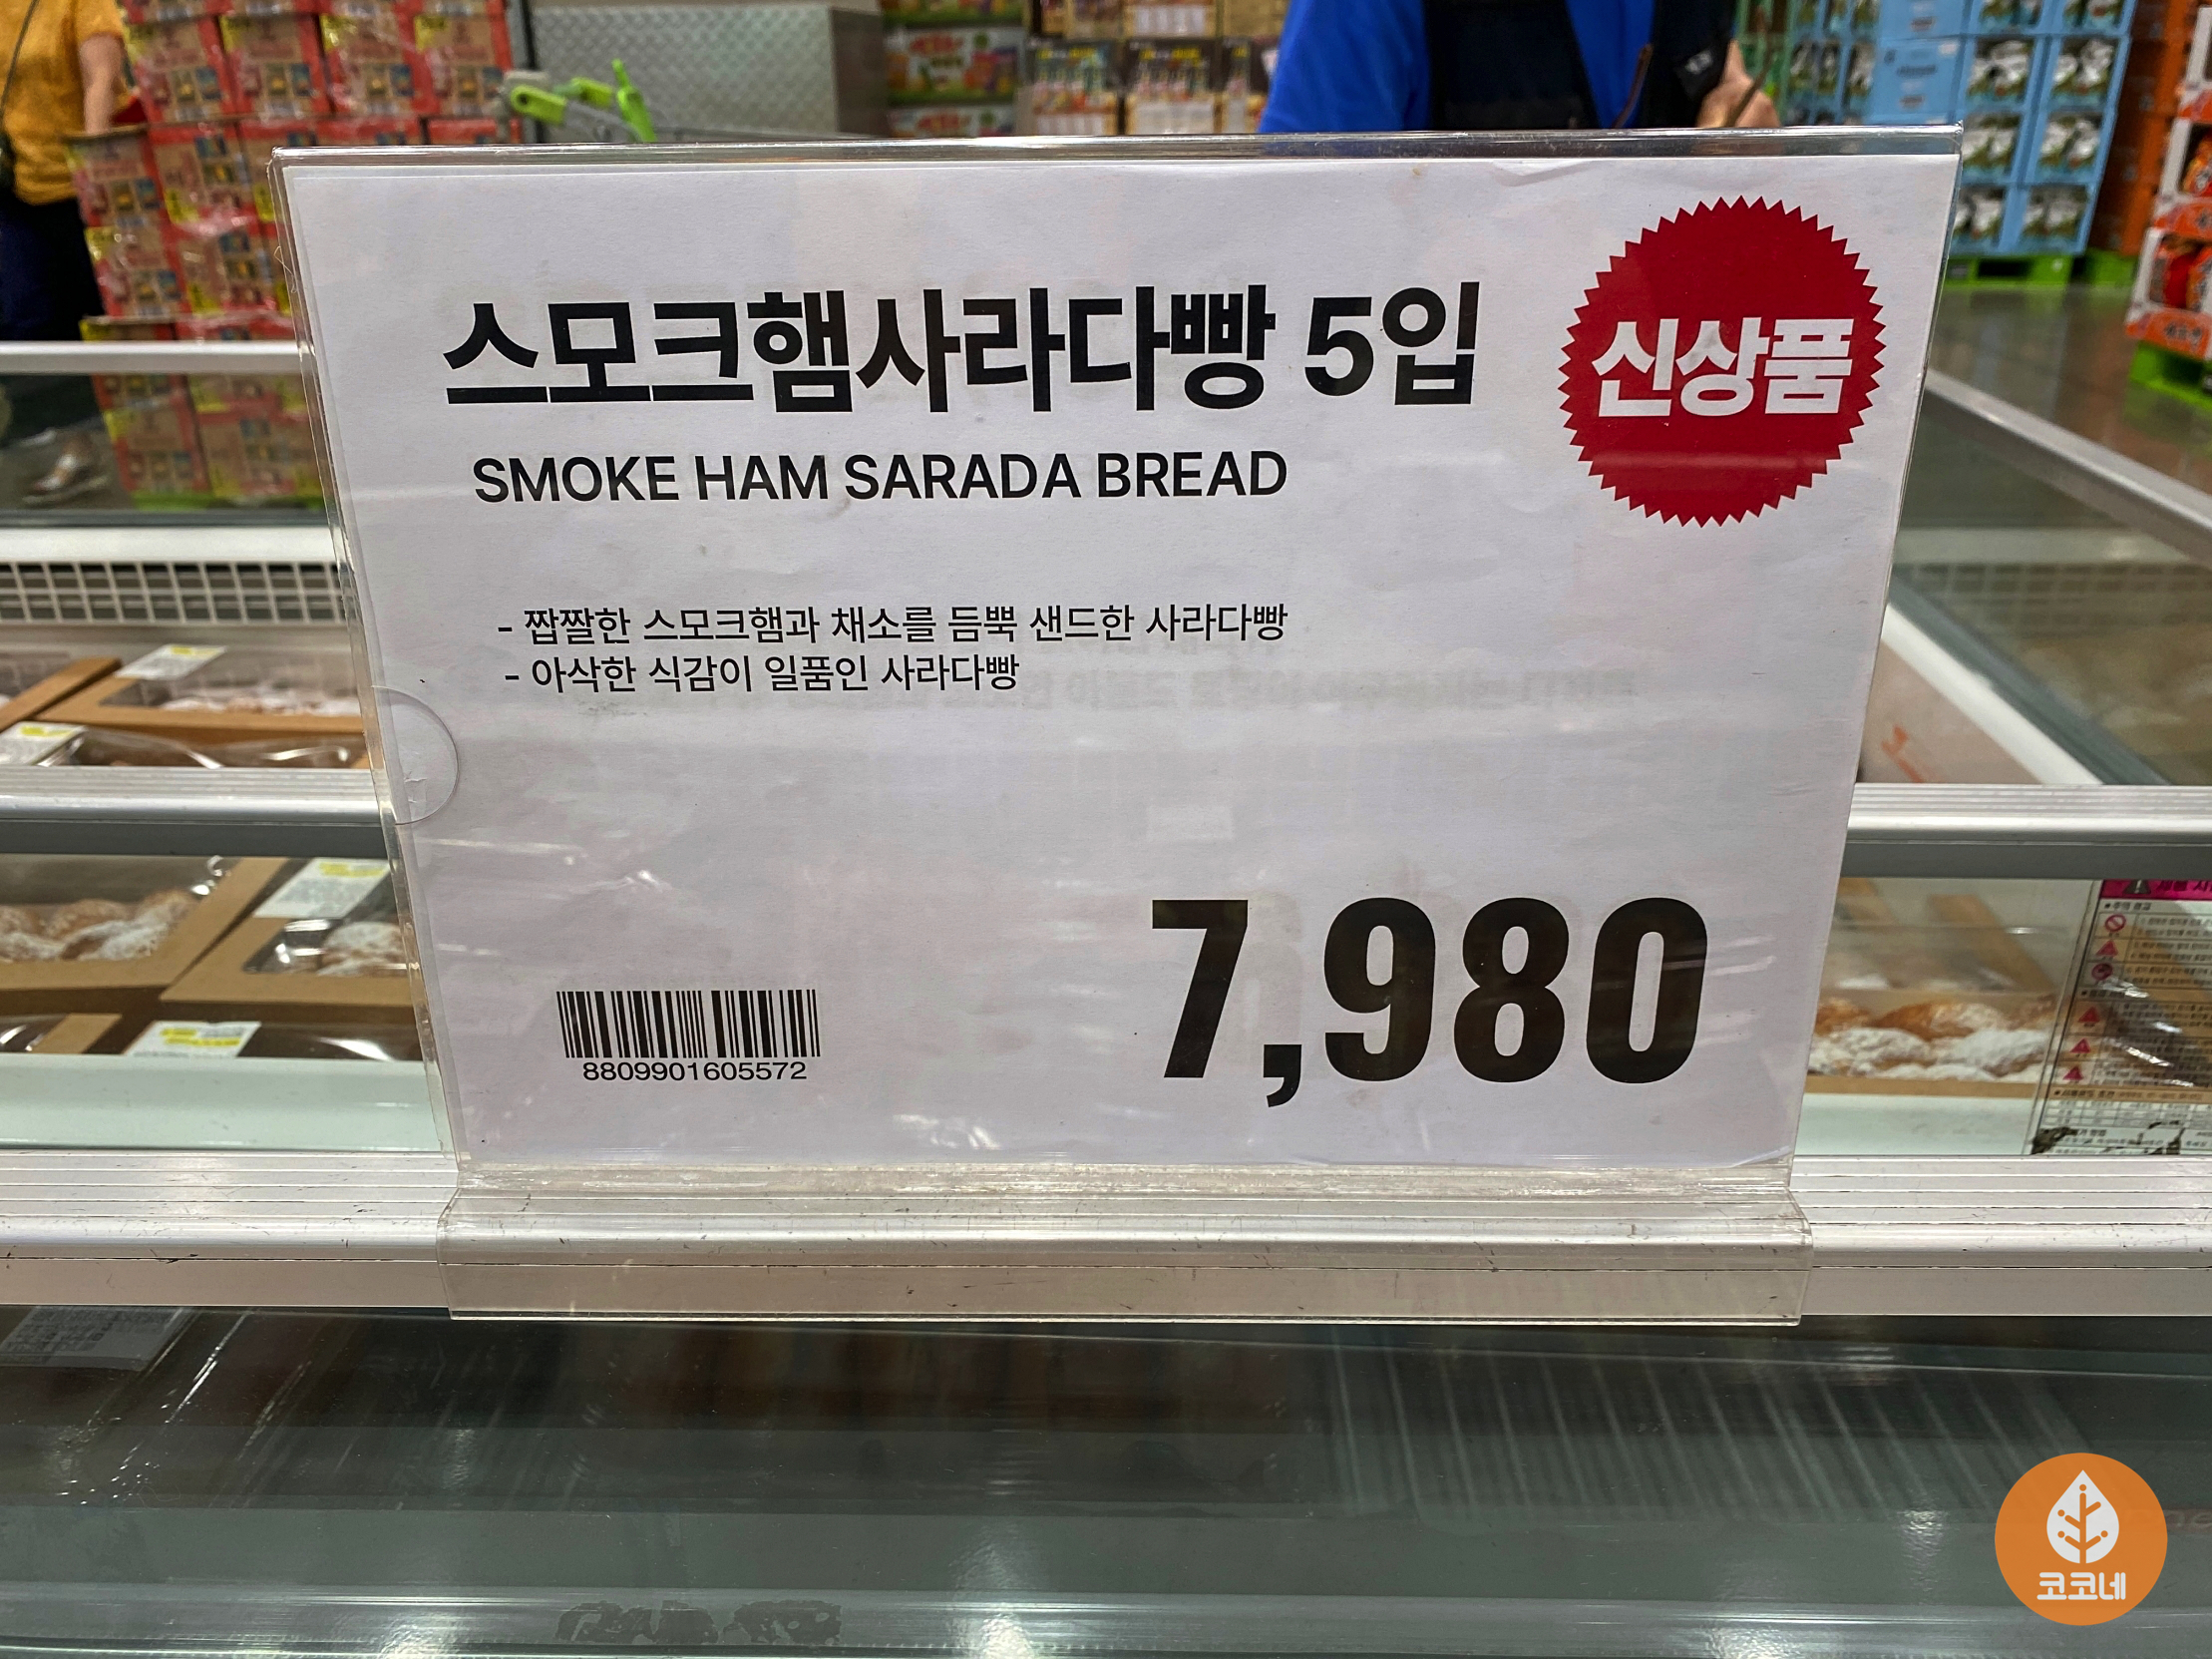 스모크햄사라다빵 5입
신상품
SMOKE HAM SARADA BREAD
- 짭짤한 스모크햄과 채소를 듬뿍 샌드한 사라다빵
- 아삭한 식감이 일품인 사라다빵
7,980
8809901605572
코코네